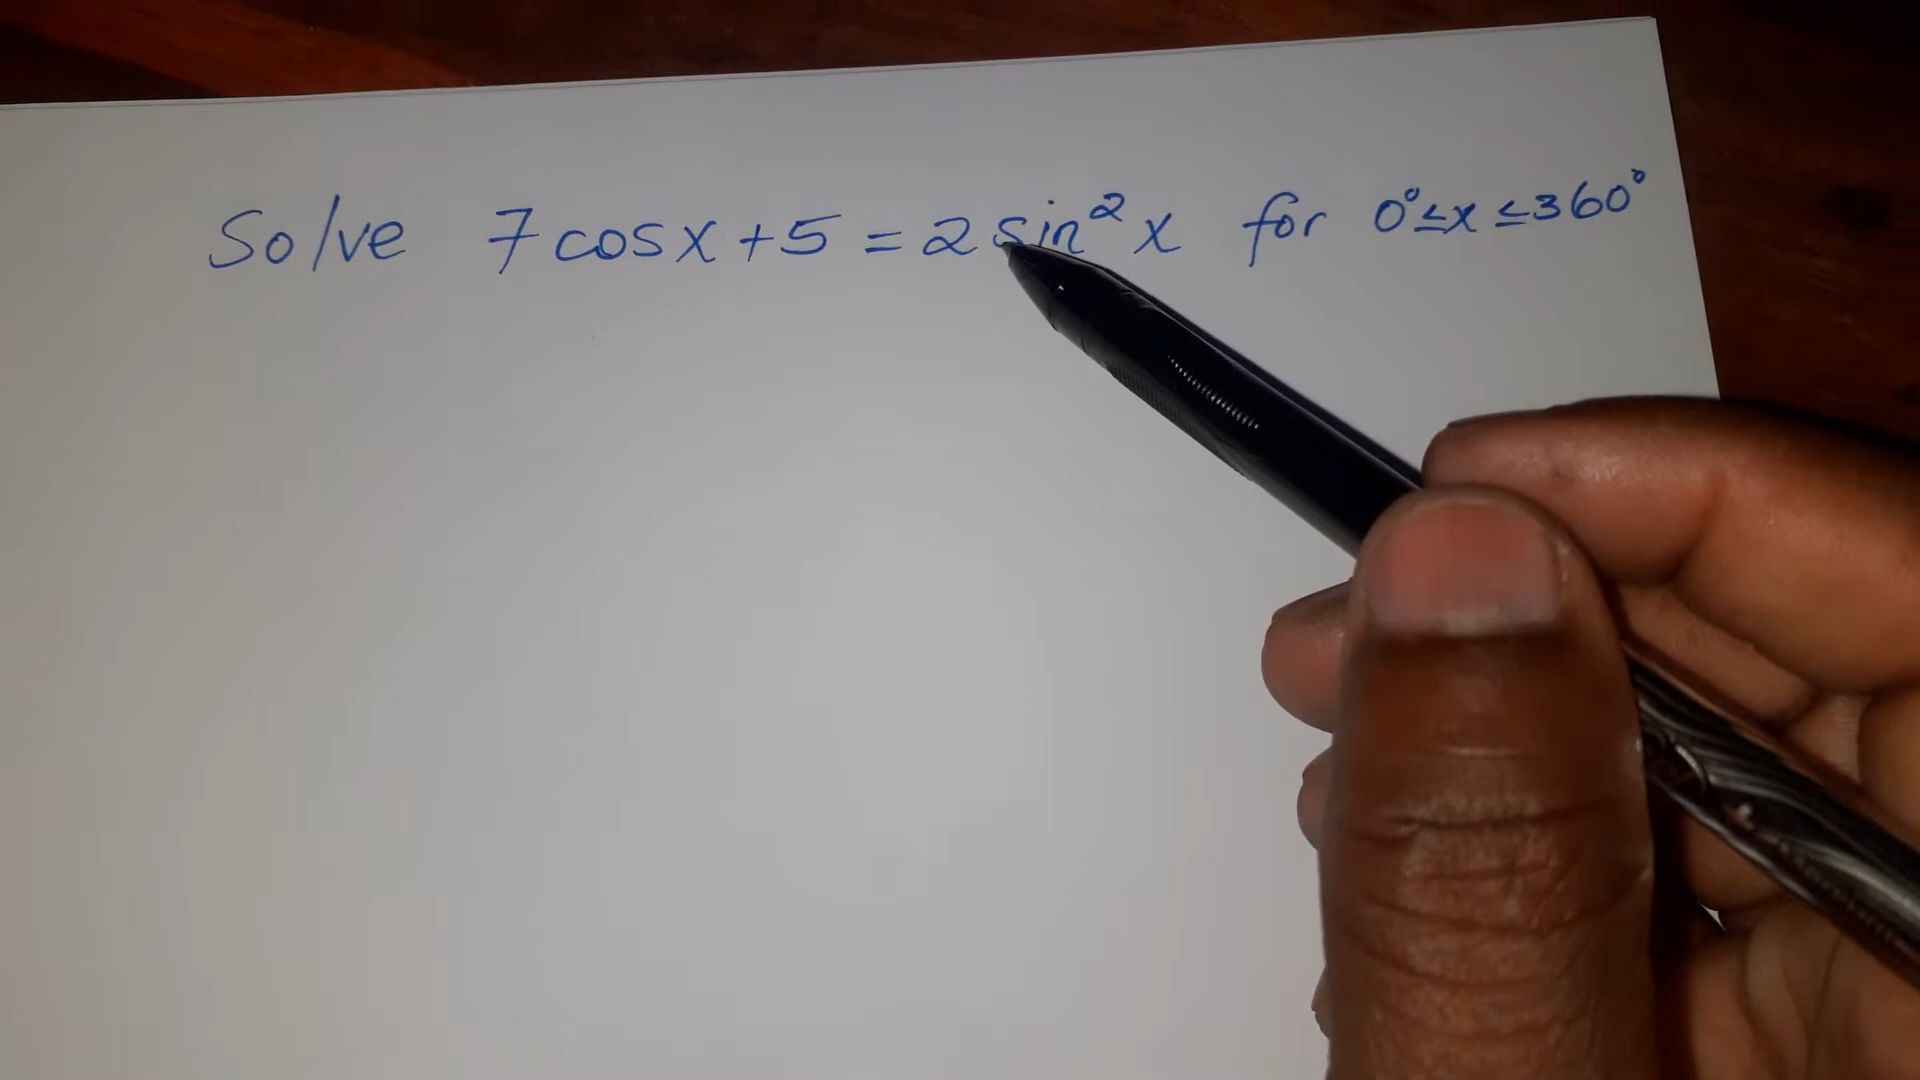 Solve 7cosx+5 = 2sin²x for 0°≤x≤360°